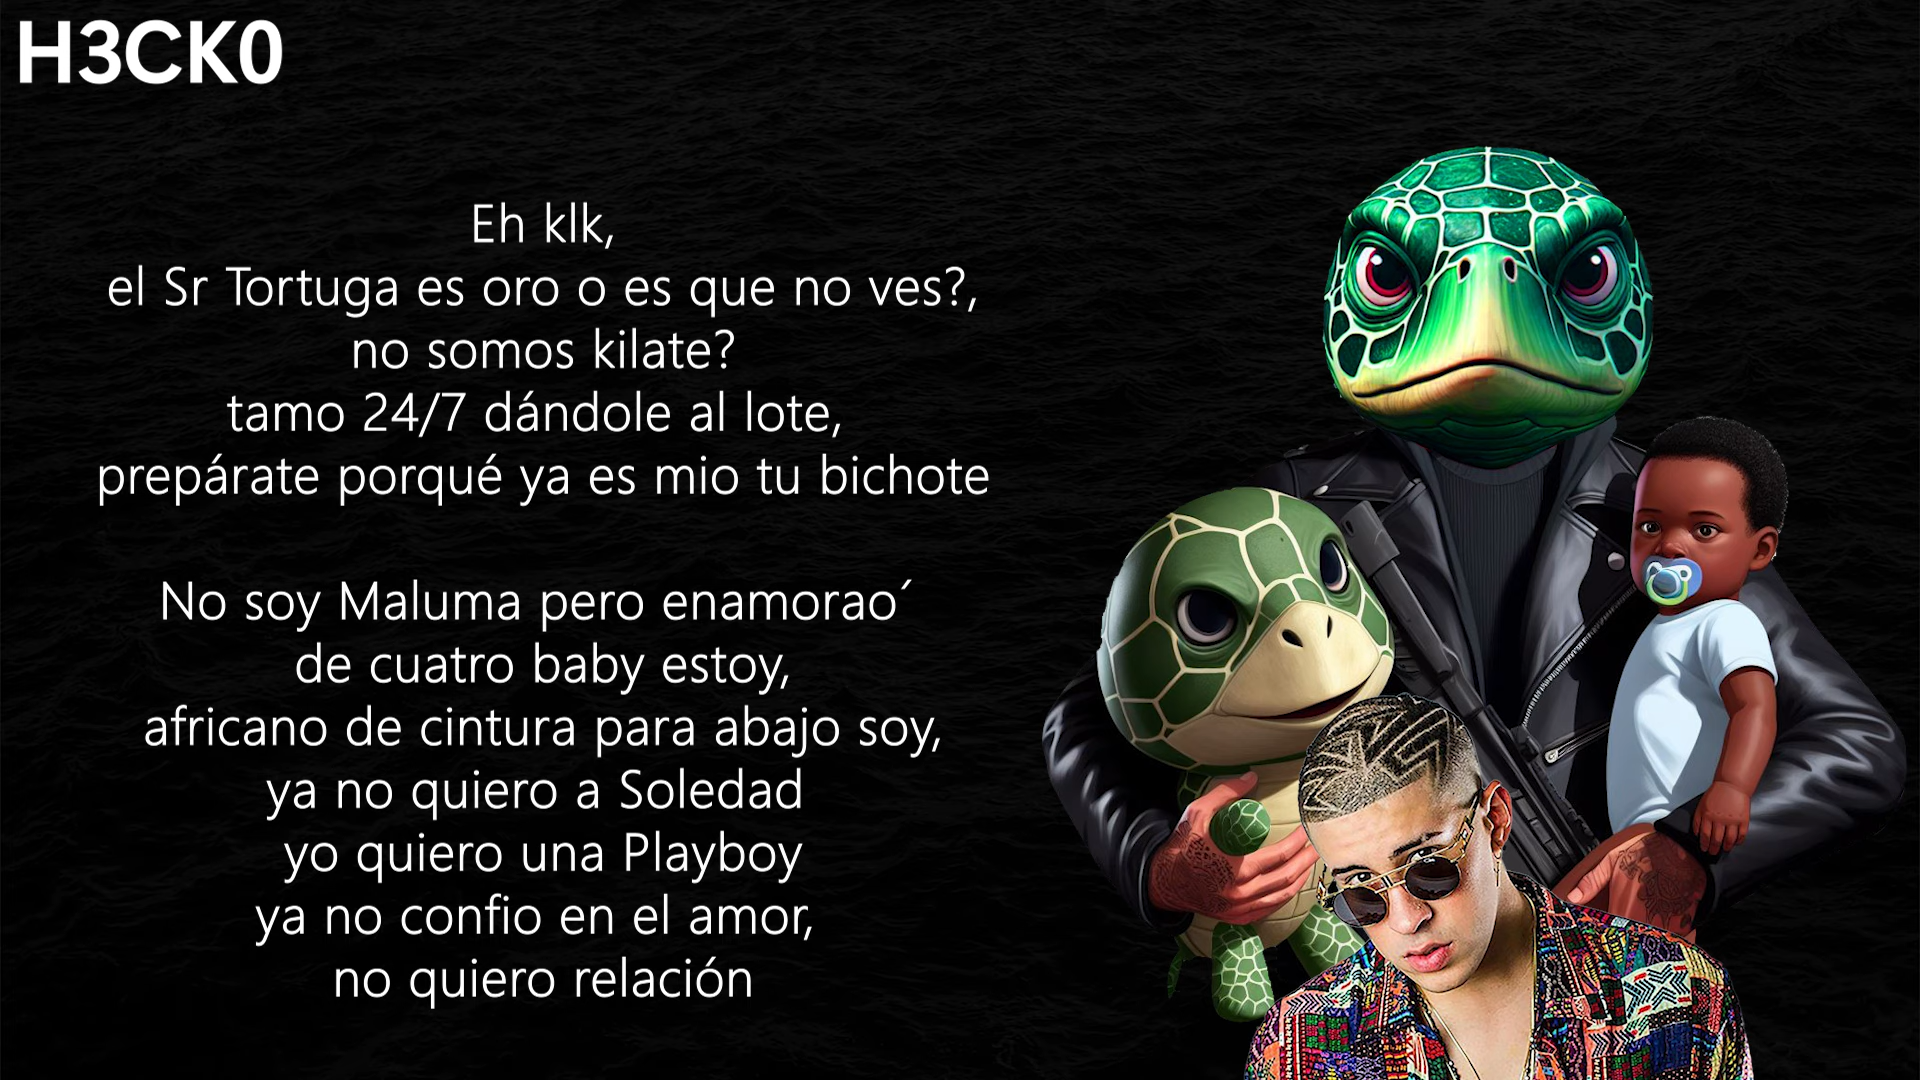 H3CK0
Eh klk,
el Sr Tortuga es oro o es que no ves?,
no somos kilate?
tamo 24/7 dándole al lote,
prepárate porqué ya es mio tu bichote
No soy Maluma pero enamorao´
de cuatro baby estoy,
africano de cintura para abajo soy,
ya no quiero a Soledad
yo quiero una Playboy
ya no confio en el amor,
no quiero relación